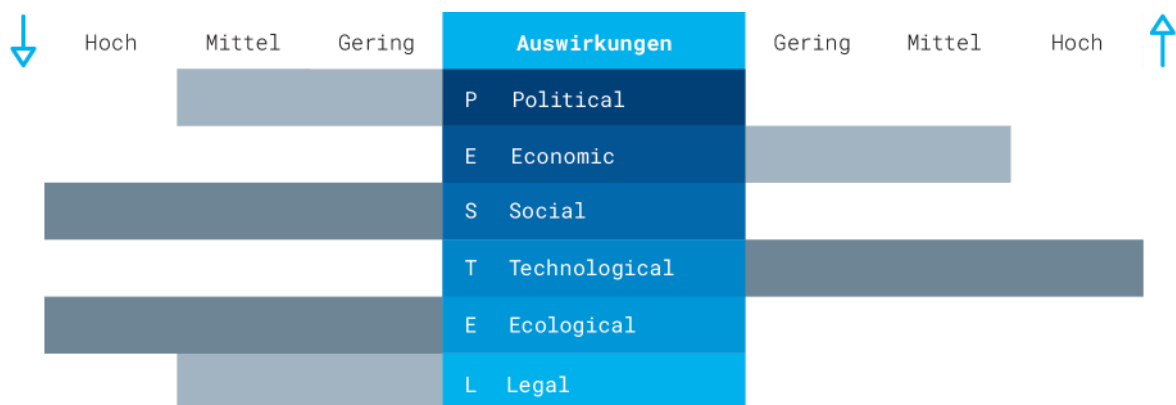 Hoch Mittel Gering Auswirkungen Gering Mittel Hoch
P Political
E Economic
S Social
T Technological
E Ecological
L Legal